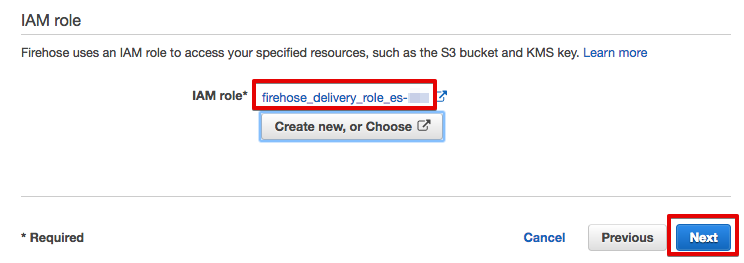 IAM role
Firehose uses an IAM role to access your specified resources, such as the S3 bucket and KMS key. Learn more
IAM role* firehose_delivery_role_es-
Create new, or Choose
* Required Cancel Previous Next